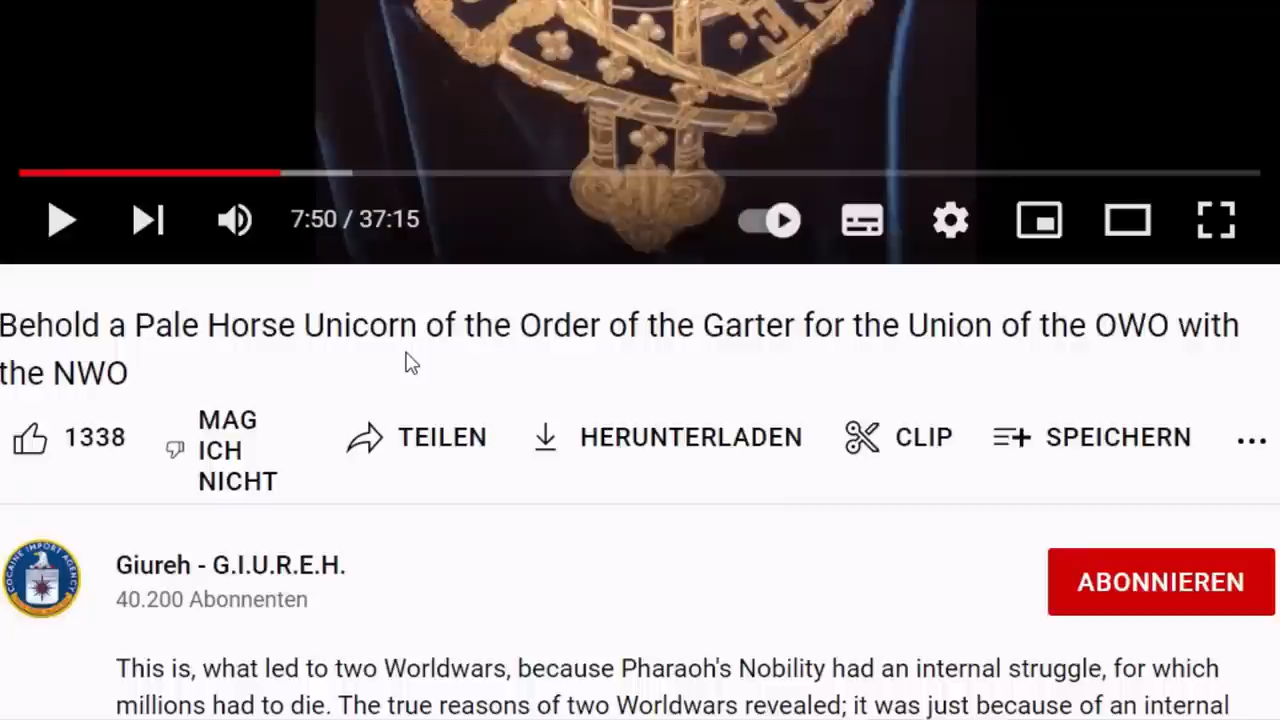 7:50 / 37:15
Behold a Pale Horse Unicorn of the Order of the Garter for the Union of the OWO with
the NWO
1338
MAG
ICH
NICHT
TEILEN
HERUNTERLADEN
CLIP
SPEICHERN
COCAINE IMPORT AGENCY
Giureh - G.I.U.R.E.H.
40.200 Abonnenten
ABONNIEREN
This is, what led to two Worldwars, because Pharaoh's Nobility had an internal struggle, for which
millions had to die. The true reasons of two Worldwars revealed; it was just because of an internal